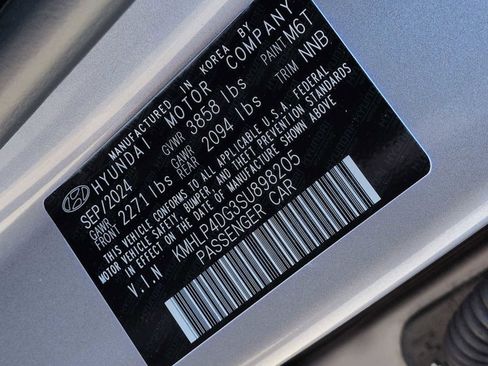 MANUFACTURED IN KOREA BY
HYUNDAI MOTOR COMPANY
SEP/2024 GVWR 3858 lbs PAINT M6T
GAWR FRONT 2271 lbs GAWR REAR 2094 lbs TRIM NNB
THIS VEHICLE CONFORMS TO ALL APPLICABLE U.S.A. FEDERAL
MOTOR VEHICLE SAFETY, BUMPER, AND THEFT PREVENTION STANDARDS
IN EFFECT ON THE DATE OF MANUFACTURE SHOWN ABOVE.
V.I.N KMHLP4DG3SU898205
PASSENGER CAR